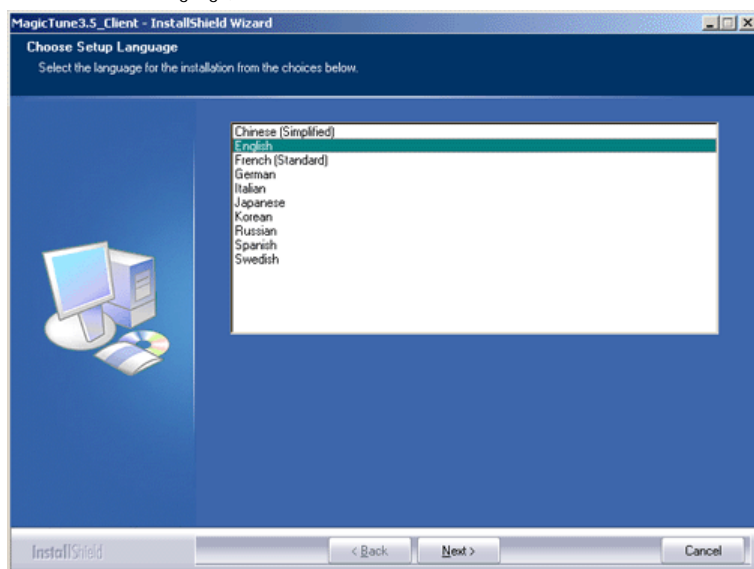 MagicTune3.5_Client - InstallShield Wizard
Choose Setup Language
Select the language for the installation from the choices below.
Chinese (Simplified)
English
French (Standard)
German
Italian
Japanese
Korean
Russian
Spanish
Swedish
InstallShield
< Back
Next >
Cancel